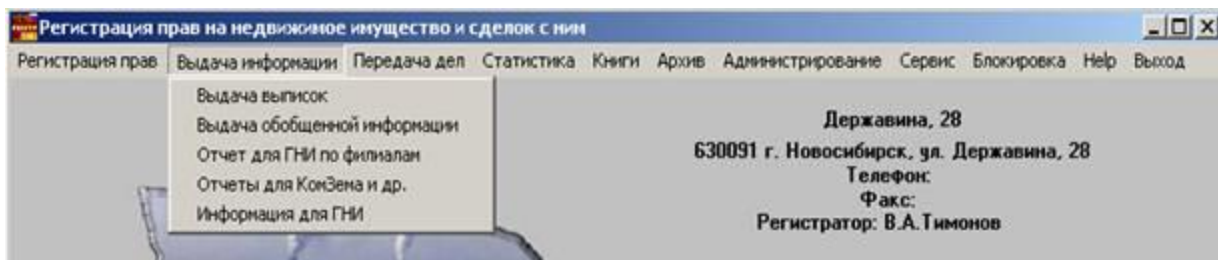 Регистрация прав на недвижимое имущество и сделок с ним
Регистрация прав Выдача информации Передача дел Статистика Книги Архив Администрирование Сервис Блокировка Help Выход
Выдача выписок
Выдача обобщенной информации
Отчет для ГНИ по филиалам
Отчеты для КомЗема и др.
Информация для ГНИ
Державина, 28
630091 г. Новосибирск, ул. Державина, 28
Телефон:
Факс:
Регистратор: В.А.Тимонов